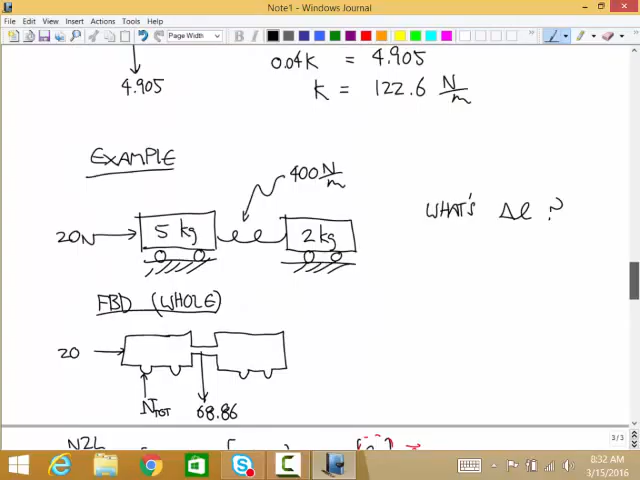 Note1 - Windows Journal
File Edit View Insert Actions Tools Help
Page Width
4.905
0.04k = 4.905
k = 122.6 N/m
EXAMPLE
400 N/m
WHAT'S Δl ?
20N
5 kg
2 kg
FBD (WHOLE)
20
NTOT
68.86
N2L
3/3
8:32 AM
3/15/2016